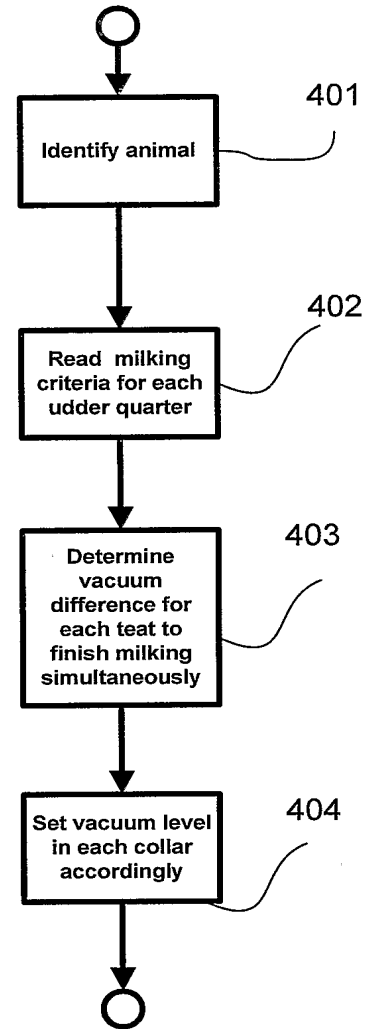 401
Identify animal
402
Read milking
criteria for each
udder quarter
403
Determine
vacuum
difference for
each teat to
finish milking
simultaneously
404
Set vacuum level
in each collar
accordingly